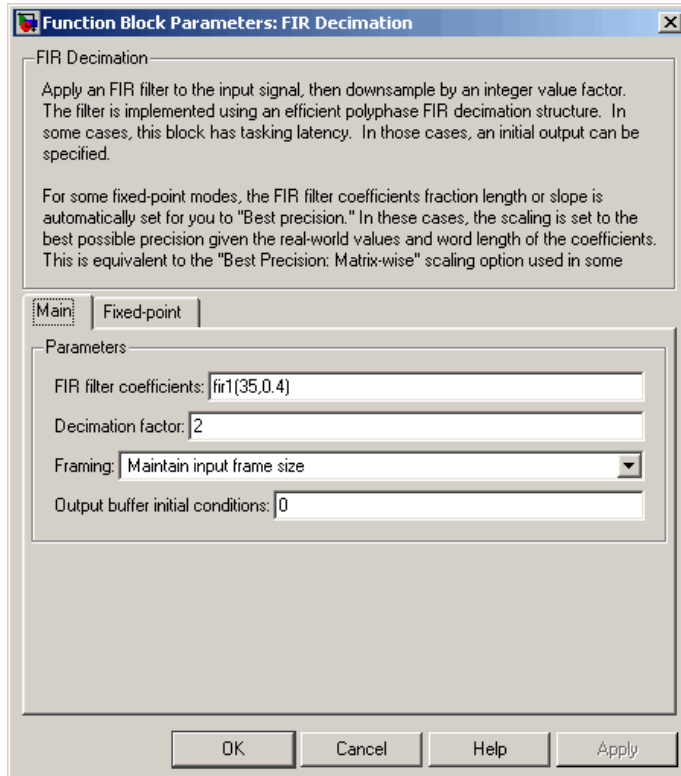 Function Block Parameters: FIR Decimation
FIR Decimation
Apply an FIR filter to the input signal, then downsample by an integer value factor.
The filter is implemented using an efficient polyphase FIR decimation structure. In
some cases, this block has tasking latency. In those cases, an initial output can be
specified.
For some fixed-point modes, the FIR filter coefficients fraction length or slope is
automatically set for you to "Best precision." In these cases, the scaling is set to the
best possible precision given the real-world values and word length of the coefficients.
This is equivalent to the "Best Precision: Matrix-wise" scaling option used in some
Main Fixed-point
Parameters
FIR filter coefficients: fir1(35,0.4)
Decimation factor: 2
Framing: Maintain input frame size
Output buffer initial conditions: 0
OK Cancel Help Apply